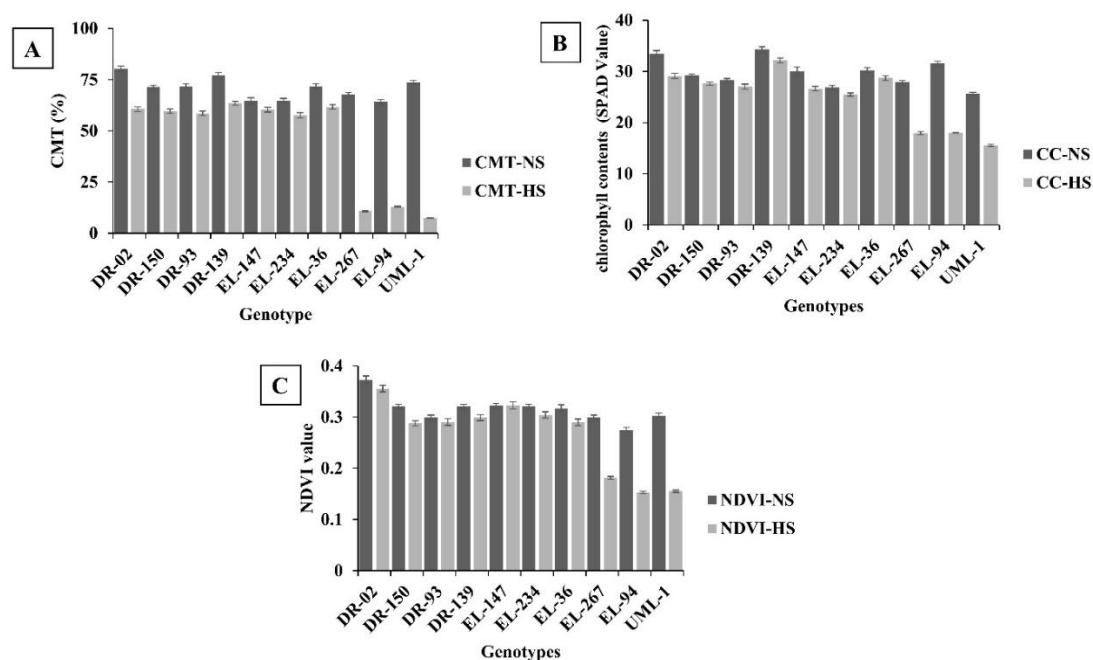 A
CMT (%)
100
75
50
25
0
DR-02
DR-150
DR-93
DR-139
EL-147
EL-234
EL-36
EL-267
EL-94
UML-1
Genotype
CMT-NS
CMT-HS
B
chlorophyll contents (SPAD Value)
40
30
20
10
0
DR-02
DR-150
DR-93
DR-139
EL-147
EL-234
EL-36
EL-267
EL-94
UML-1
Genotypes
CC-NS
CC-HS
C
NDVI value
0.4
0.3
0.2
0.1
0
DR-02
DR-150
DR-93
DR-139
EL-147
EL-234
EL-36
EL-267
EL-94
UML-1
Genotypes
NDVI-NS
NDVI-HS